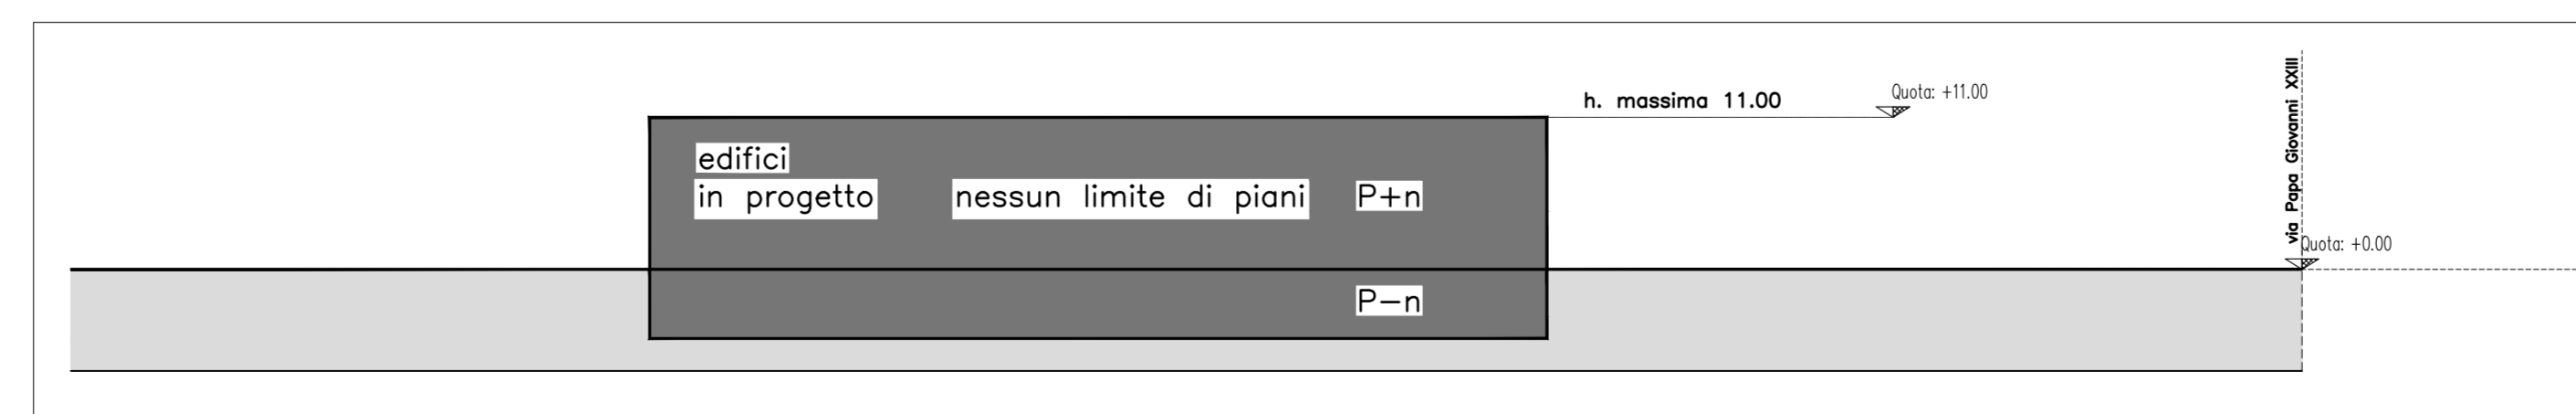 h. massima 11.00
Quota: +11.00
via Papa Giovanni XXIII
edifici
in progetto
nessun limite di piani
P+n
Quota: +0.00
P-n